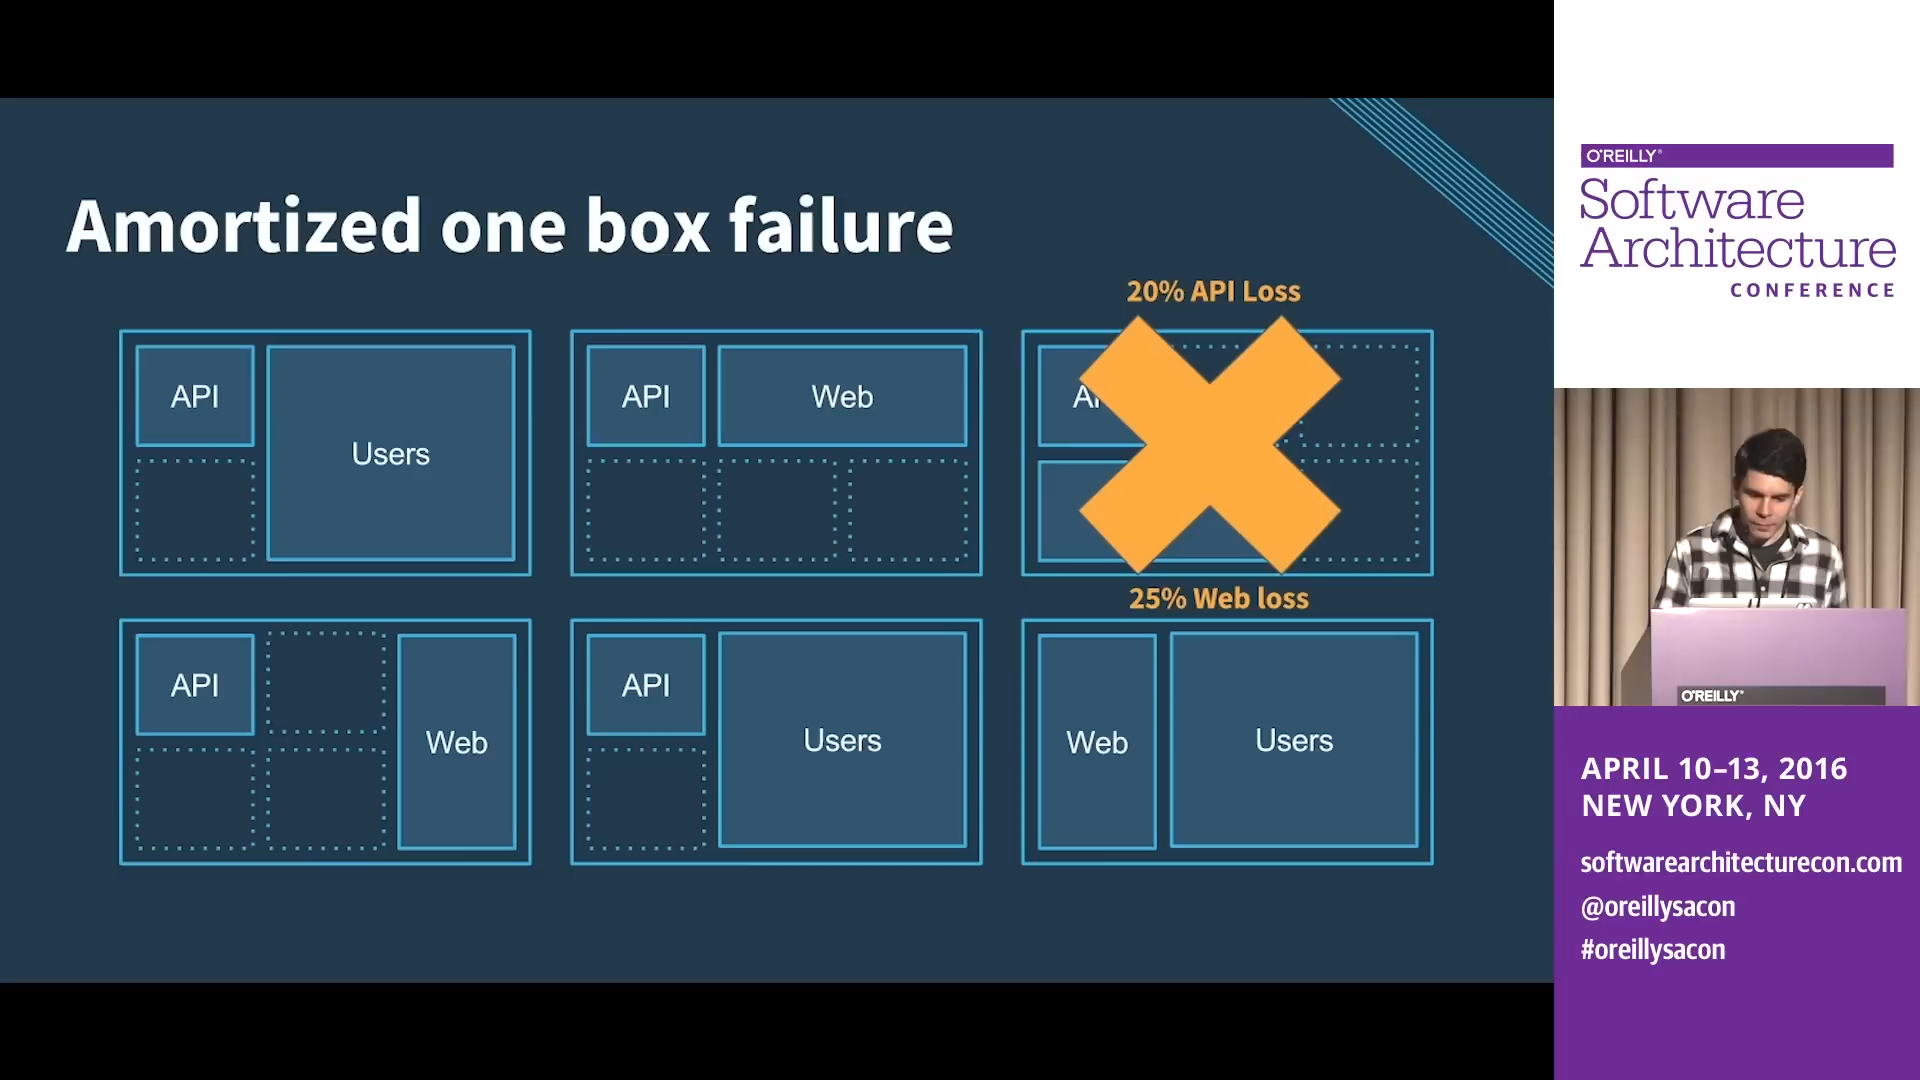 Amortized one box failure
20% API Loss
API
Users
API
Web
25% Web loss
API
Web
API
Users
Web
Users
O'REILLY®
Software
Architecture
CONFERENCE
O'REILLY®
APRIL 10–13, 2016
NEW YORK, NY
softwarearchitecturecon.com
@oreillysacon
#oreillysacon